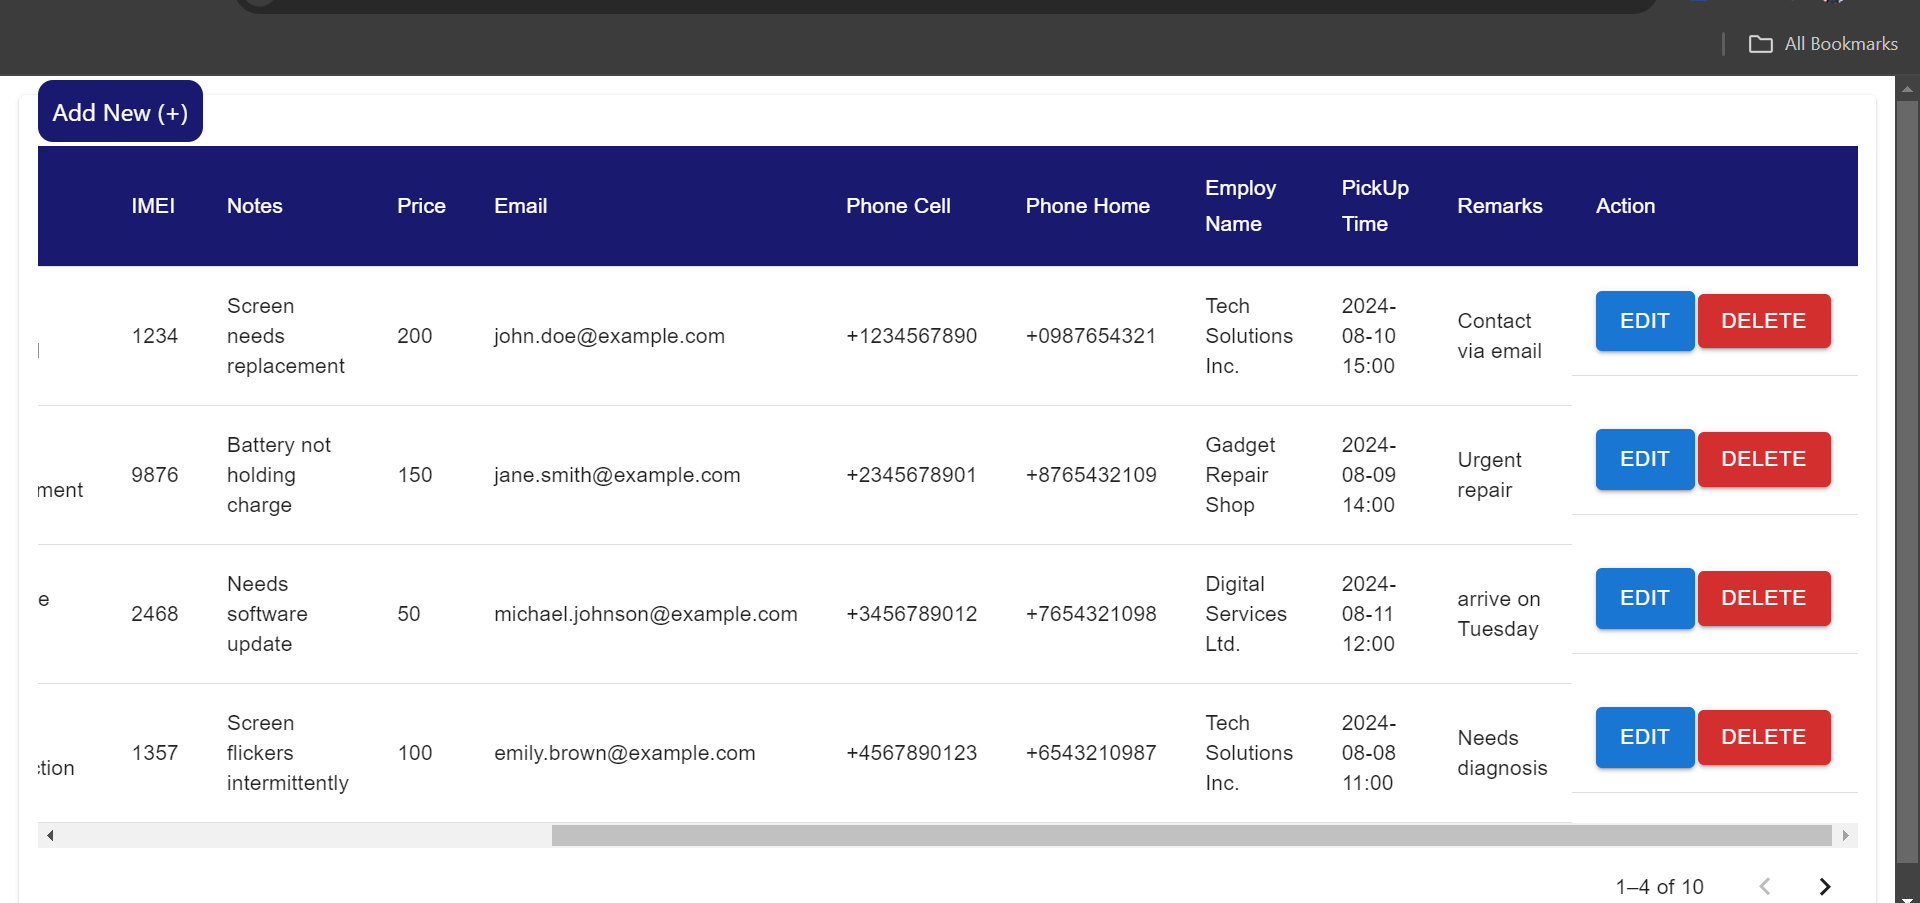 All Bookmarks
Add New (+)
IMEI Notes Price Email Phone Cell Phone Home Employ Name PickUp Time Remarks Action
1234 Screen needs replacement 200 john.doe@example.com +1234567890 +0987654321 Tech Solutions Inc. 2024-08-10 15:00 Contact via email EDIT DELETE
ment 9876 Battery not holding charge 150 jane.smith@example.com +2345678901 +8765432109 Gadget Repair Shop 2024-08-09 14:00 Urgent repair EDIT DELETE
e 2468 Needs software update 50 michael.johnson@example.com +3456789012 +7654321098 Digital Services Ltd. 2024-08-11 12:00 arrive on Tuesday EDIT DELETE
ction 1357 Screen flickers intermittently 100 emily.brown@example.com +4567890123 +6543210987 Tech Solutions Inc. 2024-08-08 11:00 Needs diagnosis EDIT DELETE
1–4 of 10